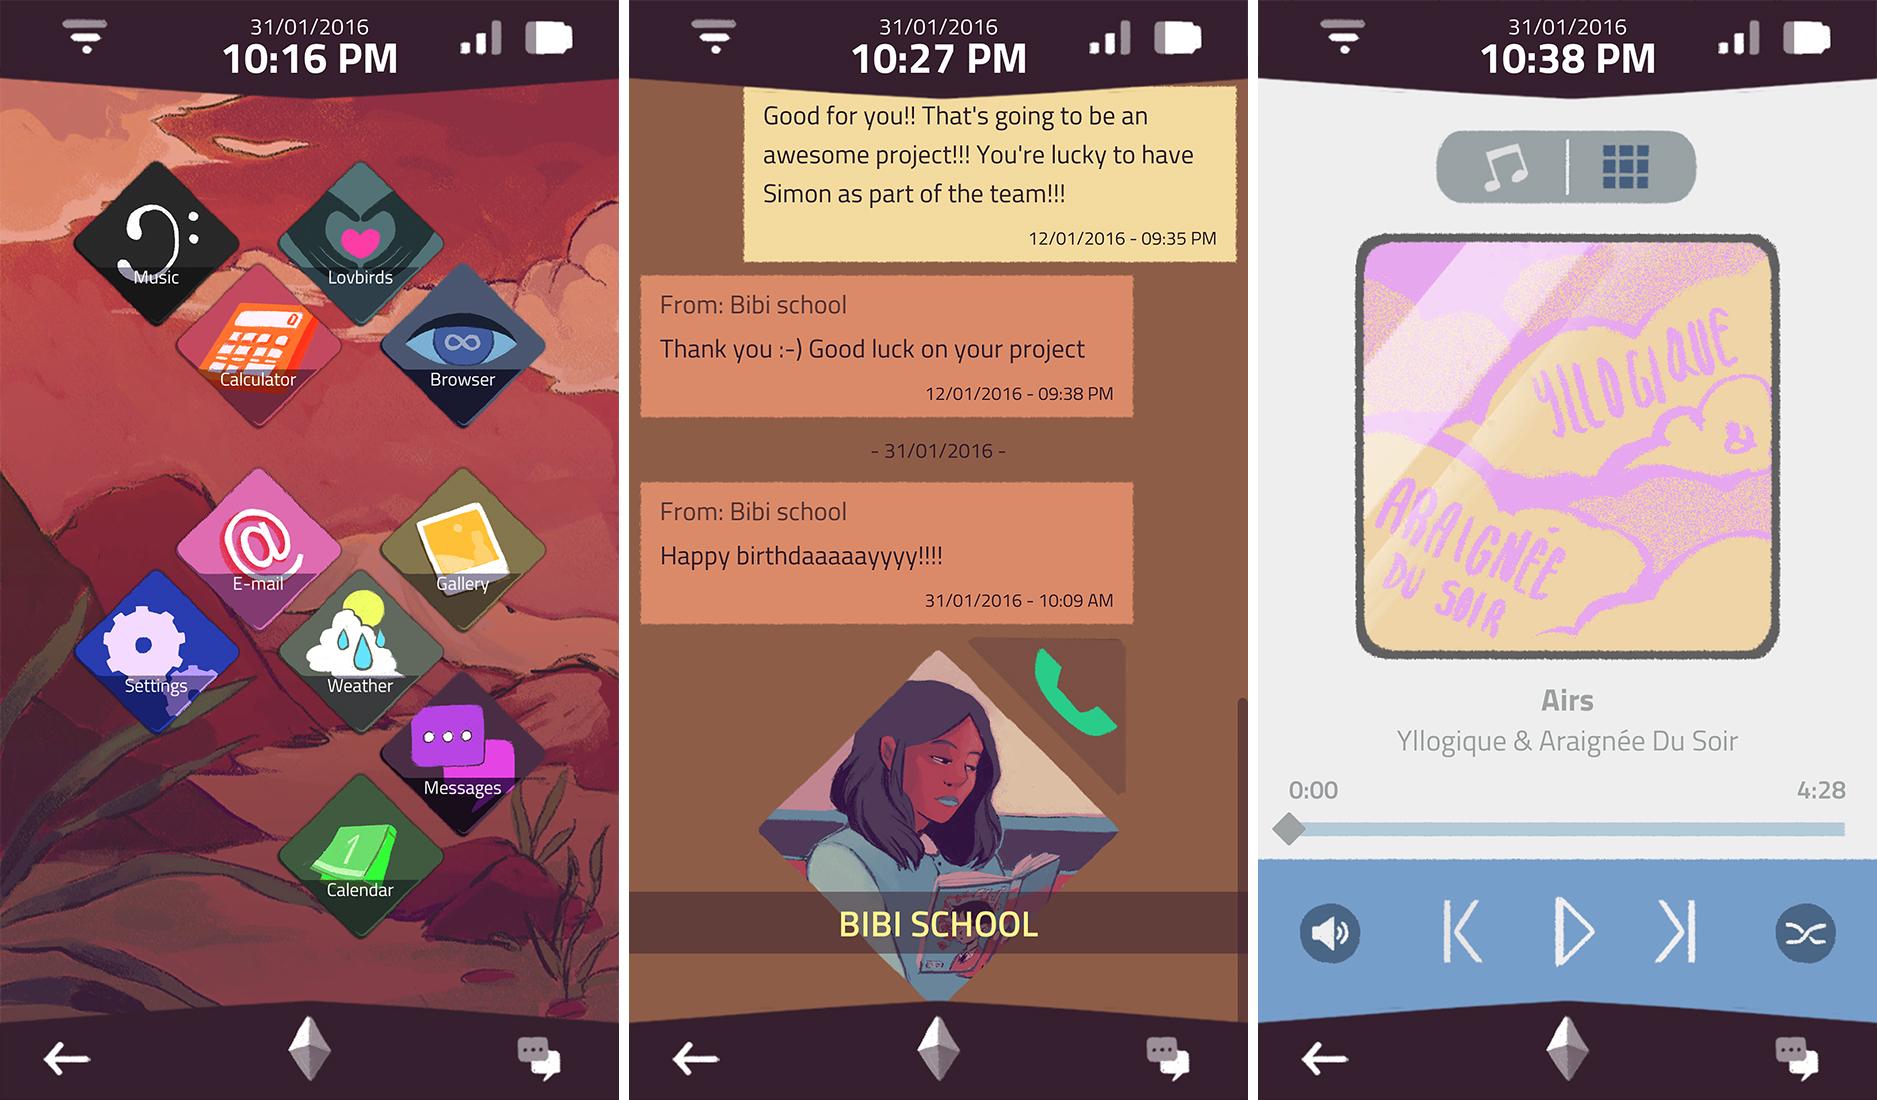 31/01/2016
10:16 PM
Music
Lovbirds
0
Calculator
Browser
@
E-mail
Gallery
Settings
Weather
Messages
1
Calendar
31/01/2016
10:27 PM
Good for you!! That's going to be an
awesome project!!! You're lucky to have
Simon as part of the team!!!
12/01/2016 - 09:35 PM
From: Bibi school
Thank you :-) Good luck on your project
12/01/2016 - 09:38 PM
- 31/01/2016 -
From: Bibi school
Happy birthdaaaaayyyy!!!!
31/01/2016 - 10:09 AM
BIBI SCHOOL
31/01/2016
10:38 PM
YLLOGIQUE
&
ARAIGNÉE
DU SOIR
Airs
Yllogique & Araignée Du Soir
0:00
4:28